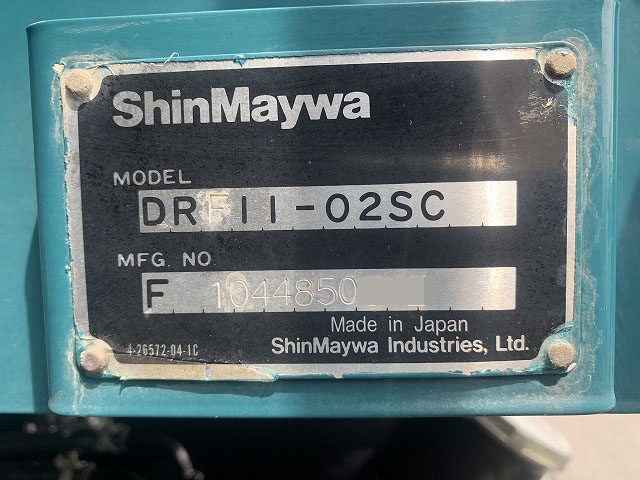 ShinMaywa
MODEL
DRF11-02SC
MFG. NO
F 1044850
Made in Japan
4-26572-04-1C
ShinMaywa Industries, Ltd.